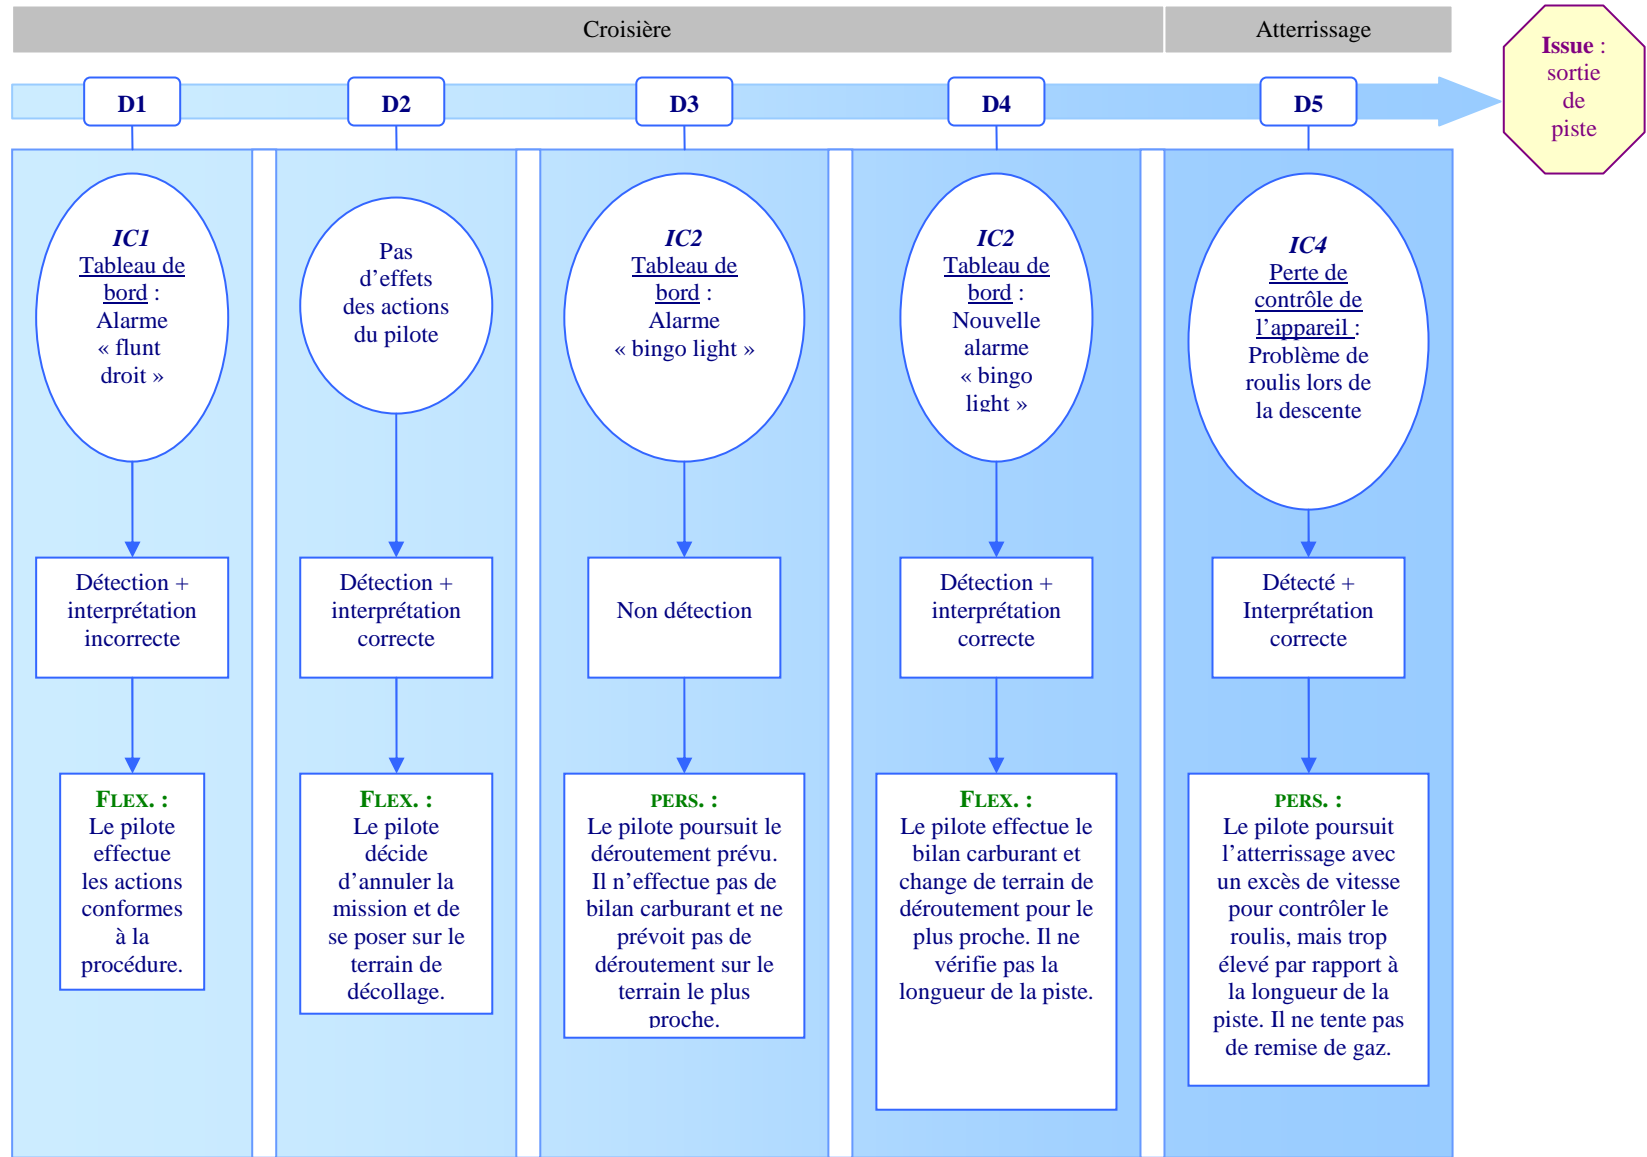 Croisière
Atterrissage
Issue :
sortie
de
piste
D1
D2
D3
D4
D5
IC1
Tableau de
bord :
Alarme
« flunt
droit »
Pas
d’effets
des actions
du pilote
IC2
Tableau de
bord :
Alarme
« bingo light »
IC2
Tableau de
bord :
Nouvelle
alarme
« bingo
light »
IC4
Perte de
contrôle de
l’appareil :
Problème de
roulis lors de
la descente
Détection +
interprétation
incorrecte
Détection +
interprétation
correcte
Non détection
Détection +
interprétation
correcte
Détecté +
Interprétation
correcte
FLEX. :
Le pilote
effectue
les actions
conformes
à la
procédure.
FLEX. :
Le pilote
décide
d’annuler la
mission et de
se poser sur le
terrain de
décollage.
PERS. :
Le pilote poursuit le
déroutement prévu.
Il n’effectue pas de
bilan carburant et ne
prévoit pas de
déroutement sur le
terrain le plus
proche.
FLEX. :
Le pilote effectue le
bilan carburant et
change de terrain de
déroutement pour le
plus proche. Il ne
vérifie pas la
longueur de la piste.
PERS. :
Le pilote poursuit
l’atterrissage avec
un excès de vitesse
pour contrôler le
roulis, mais trop
élevé par rapport à
la longueur de la
piste. Il ne tente pas
de remise de gaz.